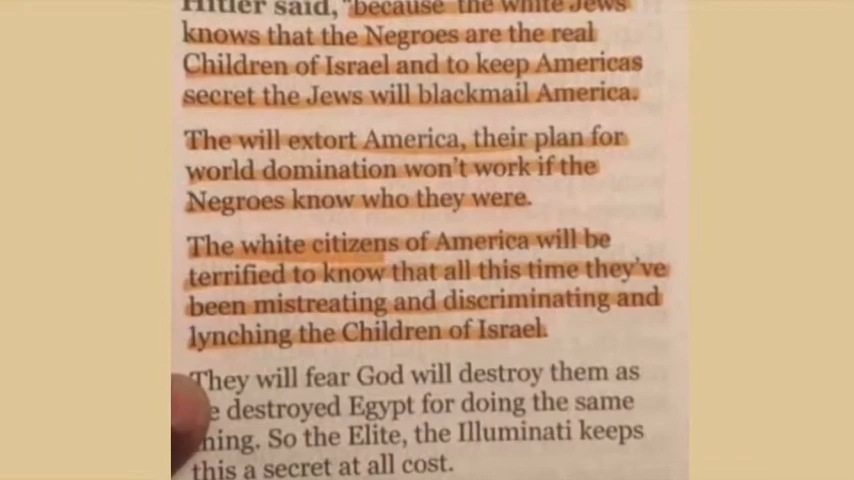 Hitler said, "because the white Jews
knows that the Negroes are the real
Children of Israel and to keep Americas
secret the Jews will blackmail America.
The will extort America, their plan for
world domination won't work if the
Negroes know who they were.
The white citizens of America will be
terrified to know that all this time they've
been mistreating and discriminating and
lynching the Children of Israel.
They will fear God will destroy them as
destroyed Egypt for doing the same
So the Elite, the Illuminati keeps
this a secret at all cost.